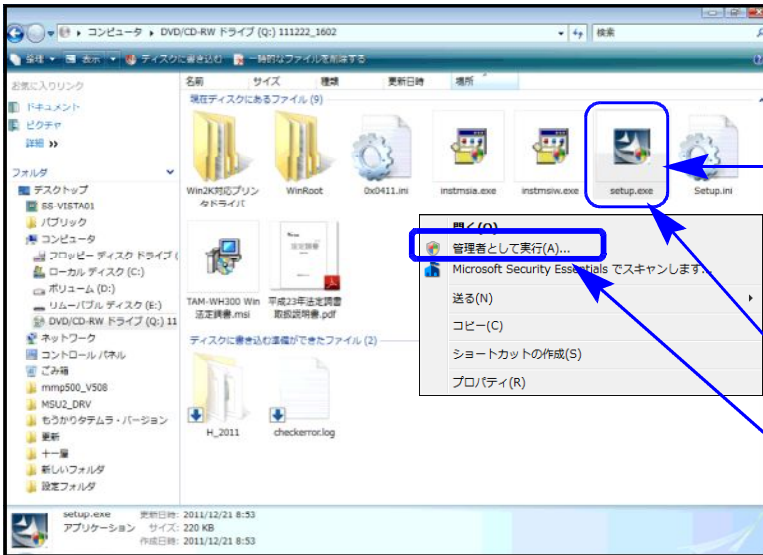 コンピュータ ▸ DVD/CD-RW ドライブ (Q:) 111222_1602
検索
整理 表示 ディスクに書き込む 一時的なファイルを削除する
お気に入りリンク
ドキュメント
ピクチャ
詳細 »
フォルダ
デスクトップ
SS-VISTA01
パブリック
コンピュータ
フロッピー ディスク ドライブ (
ローカル ディスク (C:)
ボリューム (D:)
リムーバブル ディスク (E:)
DVD/CD-RW ドライブ (Q:) 11
ネットワーク
コントロール パネル
ごみ箱
mmp500_V508
MSU2_DRV
もうかりタテムラ・バージョン
更新
十一屋
新しいフォルダ
設定フォルダ
名前 サイズ 種類 更新日時 場所
現在ディスクにあるファイル (9)
Win2K対応プリンタドライバ
WinRoot
0x0411.ini
instmsia.exe
instmsiw.exe
setup.exe
Setup.ini
TAM-WH300 Win法定調書.msi
平成23年法定調書取扱説明書.pdf
ディスクに書き込む準備ができたファイル (2)
H_2011
checkerror.log
開く(O)
管理者として実行(A)...
Microsoft Security Essentials でスキャンします...
送る(N)
コピー(C)
ショートカットの作成(S)
プロパティ(R)
setup.exe 更新日時: 2011/12/21 8:53
アプリケーション サイズ: 220 KB
作成日時: 2011/12/21 8:53